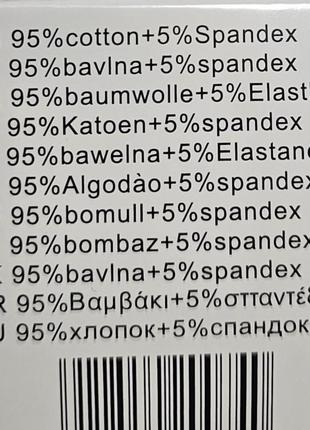 95%cotton+5%Spandex
95%bavlna+5%spandex
95%baumwolle+5%Elast
95%Katoen+5%spandex
95%bawelna+5%Elastane
95%Algodào+5%spandex
95%bomull+5%spandex
95%bombaz+5%spandex
95%bavlna+5%spandex
R 95%Βαμβάκι+5%σπαντέξ
U 95%хлопок+5%спандок